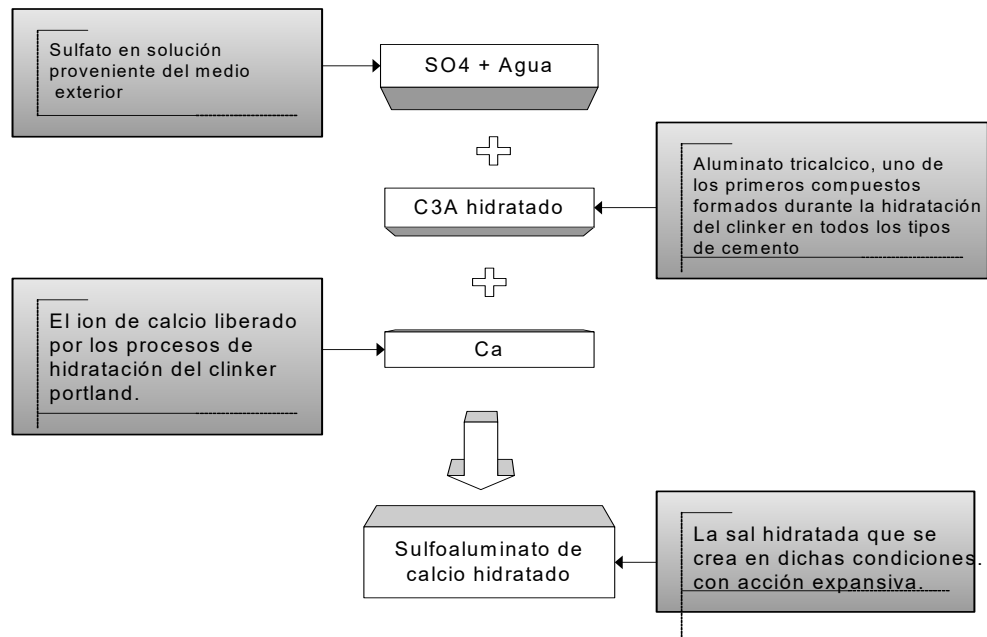 Sulfato en solución
proveniente del medio
exterior
SO4 + Agua
Aluminato tricalcico, uno de
los primeros compuestos
formados durante la hidratación
del clinker en todos los tipos
de cemento
C3A hidratado
El ion de calcio liberado
por los procesos de
hidratación del clinker
portland.
Ca
Sulfoaluminato de
calcio hidratado
La sal hidratada que se
crea en dichas condiciones.
con acción expansiva.